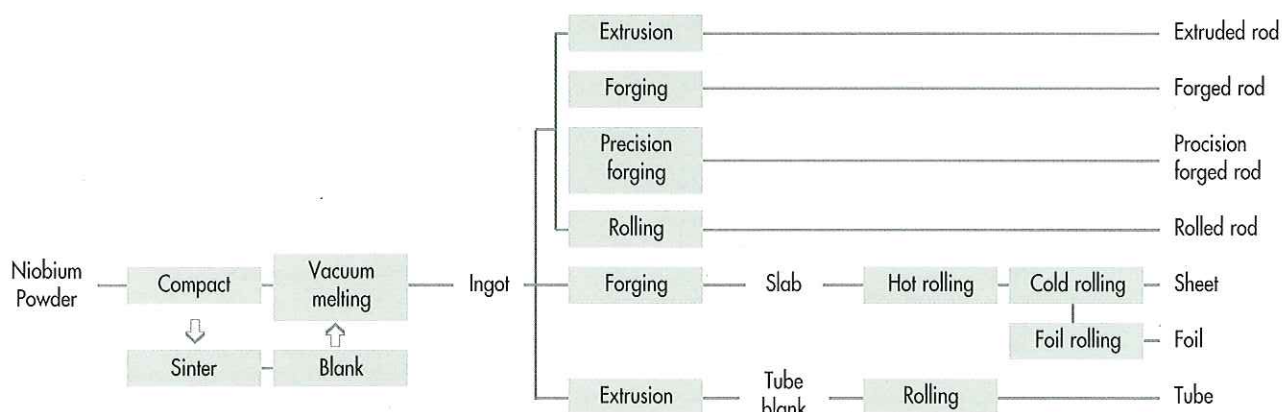 Extrusion
Extruded rod
Forging
Forged rod
Precision
forging
Procision
forged rod
Rolling
Rolled rod
Niobium
Powder
Compact
Vacuum
melting
Ingot
Forging
Slab
Hot rolling
Cold rolling
Sheet
Sinter
Blank
Foil rolling
Foil
Extrusion
Tube
blank
Rolling
Tube